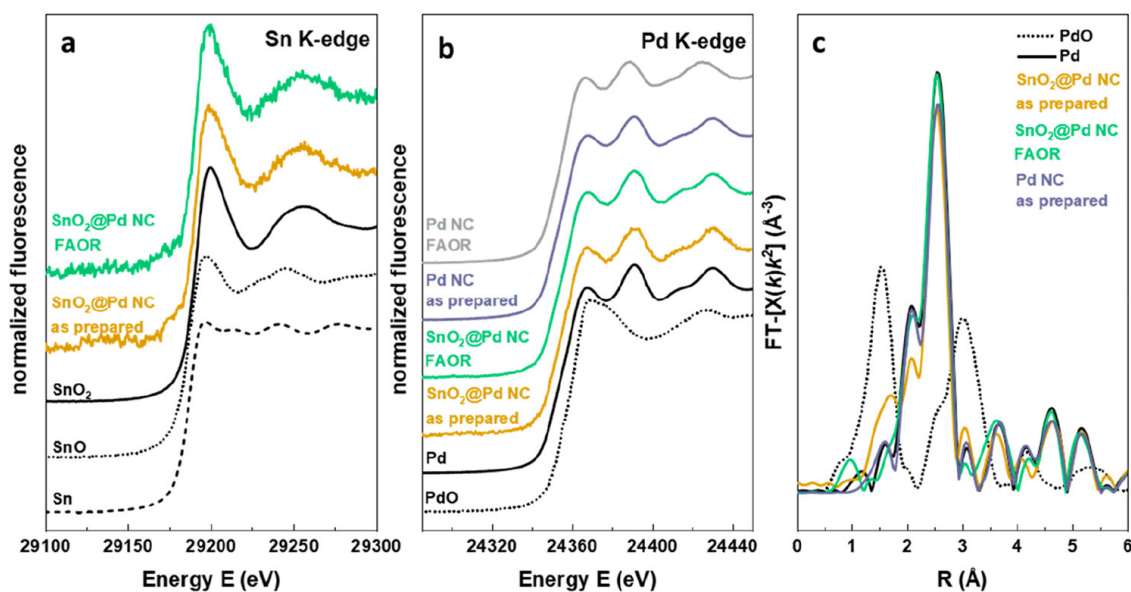 a
Sn K-edge
SnO₂@Pd NC
FAOR
SnO₂@Pd NC
as prepared
SnO₂
SnO
Sn
normalized fluorescence
29100 29150 29200 29250 29300
Energy E (eV)
b
Pd K-edge
Pd NC
FAOR
Pd NC
as prepared
SnO₂@Pd NC
FAOR
SnO₂@Pd NC
as prepared
Pd
PdO
normalized fluorescence
24320 24360 24400 24440
Energy E (eV)
c
PdO
Pd
SnO₂@Pd NC
as prepared
SnO₂@Pd NC
FAOR
Pd NC
as prepared
FT-[X(k)k²] (Å⁻³)
0 1 2 3 4 5 6
R (Å)